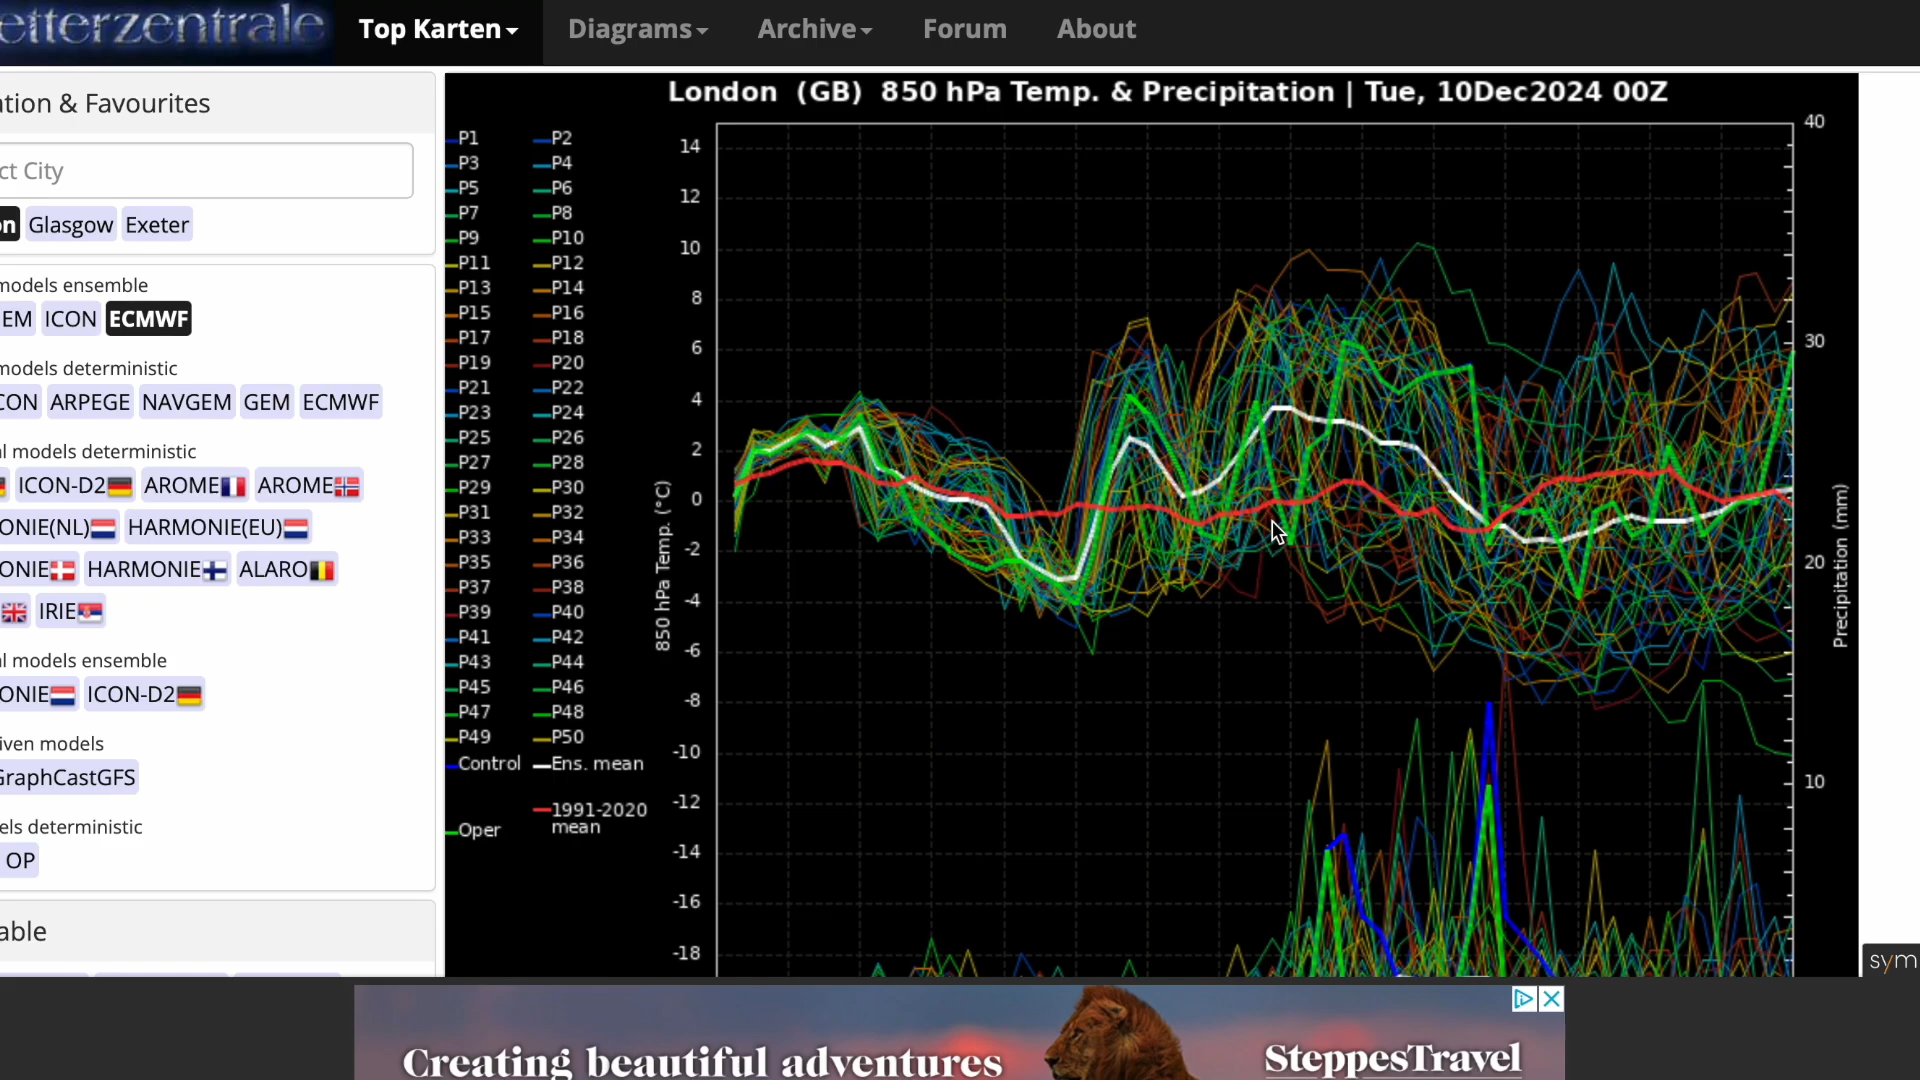 etterzentrale
Top Karten
Diagrams
Archive
Forum
About
ation & Favourites
ct City
on Glasgow Exeter
models ensemble
EM ICON ECMWF
models deterministic
CON ARPEGE NAVGEM GEM ECMWF
l models deterministic
ICON-D2 AROME AROME
ONIE(NL) HARMONIE(EU)
ONIE HARMONIE ALARO
IRIE
l models ensemble
ONIE ICON-D2
iven models
GraphCastGFS
els deterministic
OP
able
London (GB) 850 hPa Temp. & Precipitation | Tue, 10Dec2024 00Z
P1 P2
P3 P4
P5 P6
P7 P8
P9 P10
P11 P12
P13 P14
P15 P16
P17 P18
P19 P20
P21 P22
P23 P24
P25 P26
P27 P28
P29 P30
P31 P32
P33 P34
P35 P36
P37 P38
P39 P40
P41 P42
P43 P44
P45 P46
P47 P48
P49 P50
Control Ens. mean
1991-2020
mean
Oper
850 hPa Temp. (°C)
14
12
10
8
6
4
2
0
-2
-4
-6
-8
-10
-12
-14
-16
-18
40
30
20
10
Precipitation (mm)
sym
Creating beautiful adventures
SteppesTravel